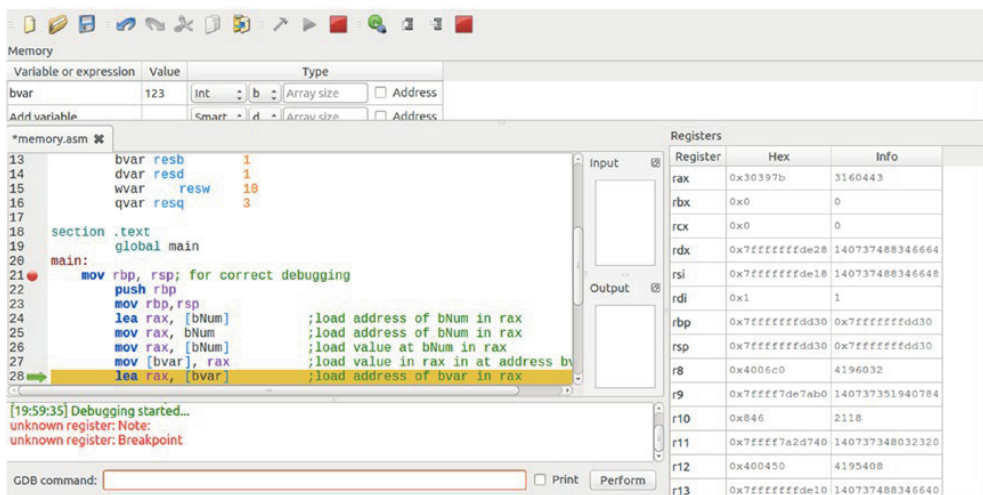 Memory
Variable or expression Value Type
bvar 123 Int b Array size Address
Add variable Smart d Array size Address
*memory.asm
13 bvar resb 1
14 dvar resd 1
15 wvar resw 10
16 qvar resq 3
17
18 section .text
19 global main
20 main:
21 mov rbp, rsp; for correct debugging
22 push rbp
23 mov rbp,rsp
24 lea rax, [bNum] ;load address of bNum in rax
25 mov rax, bNum ;load address of bNum in rax
26 mov rax, [bNum] ;load value at bNum in rax
27 mov [bvar], rax ;load value in rax in at address bv
28 lea rax, [bvar] ;load address of bvar in rax
Input
Output
[19:59:35] Debugging started...
unknown register: Note:
unknown register: Breakpoint
GDB command: Print Perform
Registers
Register Hex Info
rax 0x30397b 3160443
rbx 0x0 0
rcx 0x0 0
rdx 0x7fffffffde28 140737488346664
rsi 0x7fffffffde18 140737488346648
rdi 0x1 1
rbp 0x7fffffffdd30 0x7fffffffdd30
rsp 0x7fffffffdd30 0x7fffffffdd30
r8 0x4006c0 4196032
r9 0x7ffff7de7ab0 140737351940784
r10 0x846 2118
r11 0x7ffff7a2d740 140737348032320
r12 0x400450 4195408
r13 0x7fffffffde10 140737488346640